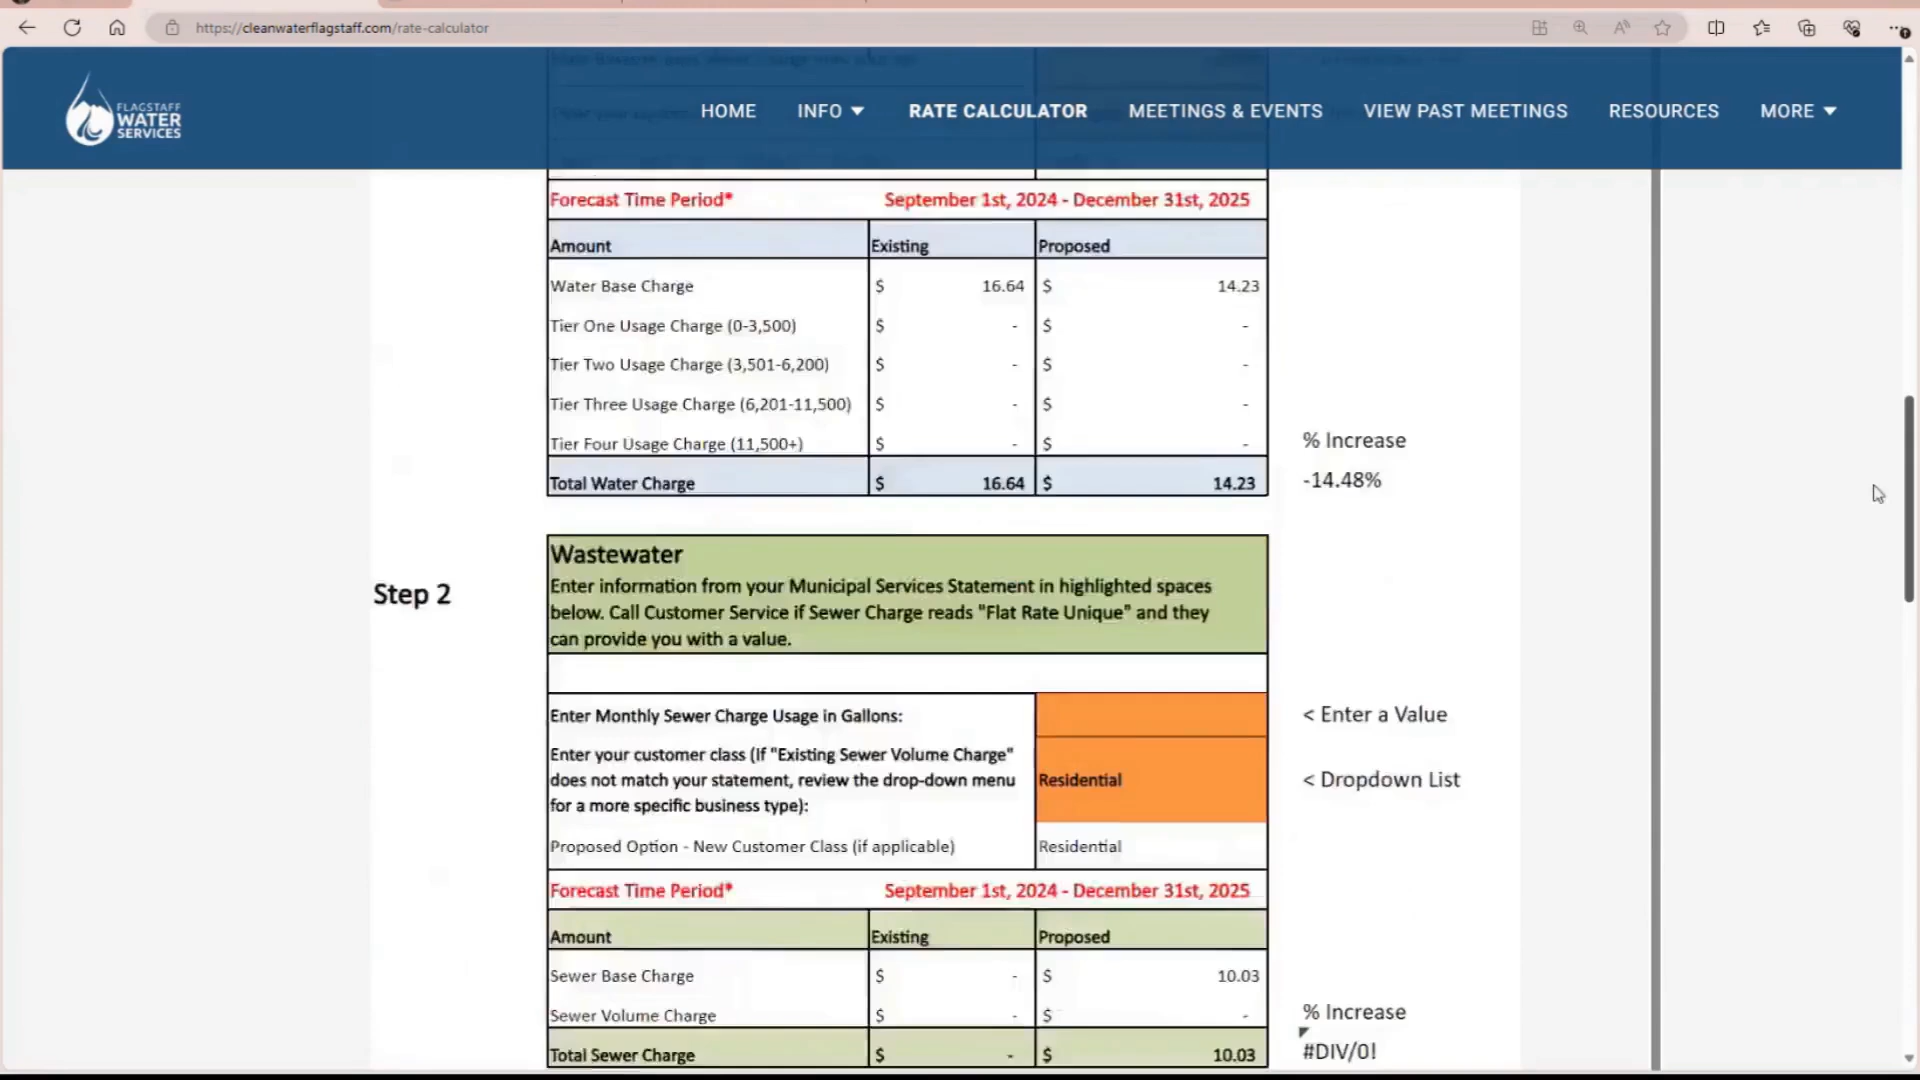 https://cleanwaterflagstaff.com/rate-calculator
FLAGSTAFF
WATER
SERVICES
HOME INFO RATE CALCULATOR MEETINGS & EVENTS VIEW PAST MEETINGS RESOURCES MORE
Forecast Time Period* September 1st, 2024 - December 31st, 2025
Amount Existing Proposed
Water Base Charge $ 16.64 $ 14.23
Tier One Usage Charge (0-3,500) $ - $ -
Tier Two Usage Charge (3,501-6,200) $ - $ -
Tier Three Usage Charge (6,201-11,500) $ - $ -
Tier Four Usage Charge (11,500+) $ - $ -
% Increase
Total Water Charge $ 16.64 $ 14.23 -14.48%
Step 2
Wastewater
Enter information from your Municipal Services Statement in highlighted spaces
below. Call Customer Service if Sewer Charge reads "Flat Rate Unique" and they
can provide you with a value.
Enter Monthly Sewer Charge Usage in Gallons: < Enter a Value
Enter your customer class (If "Existing Sewer Volume Charge"
does not match your statement, review the drop-down menu Residential < Dropdown List
for a more specific business type):
Proposed Option - New Customer Class (if applicable) Residential
Forecast Time Period* September 1st, 2024 - December 31st, 2025
Amount Existing Proposed
Sewer Base Charge $ - $ 10.03
Sewer Volume Charge $ - $ - % Increase
Total Sewer Charge $ - $ 10.03 #DIV/0!